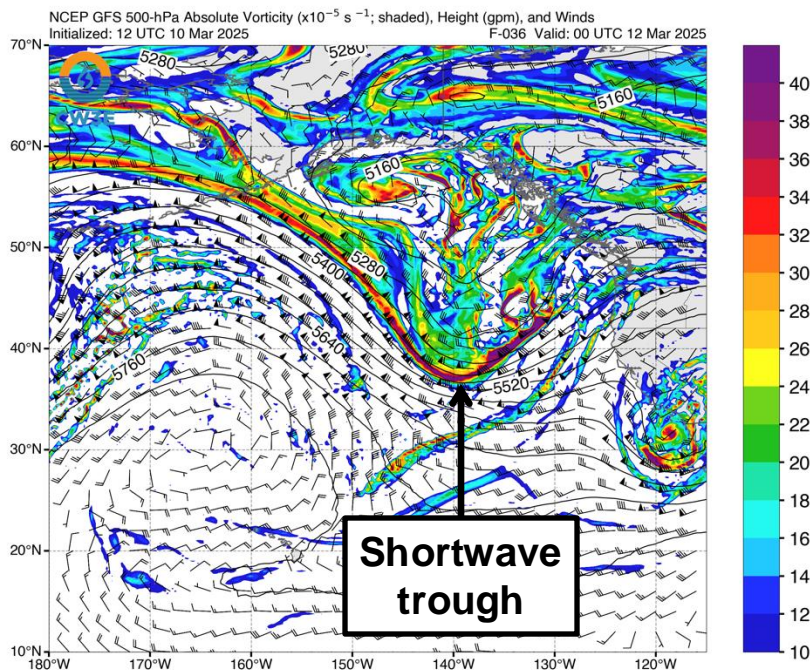 NCEP GFS 500-hPa Absolute Vorticity (x10⁻⁵ s⁻¹; shaded), Height (gpm), and Winds
Initialized: 12 UTC 10 Mar 2025 F-036 Valid: 00 UTC 12 Mar 2025
70°N
60°N
50°N
40°N
30°N
20°N
10°N
180°W 170°W 160°W 150°W 140°W 130°W 120°W
CW3E
5280
5160
5160
5280
5400
5640
5760
5520
Shortwave
trough
40
38
36
34
32
30
28
26
24
22
20
18
16
14
12
10